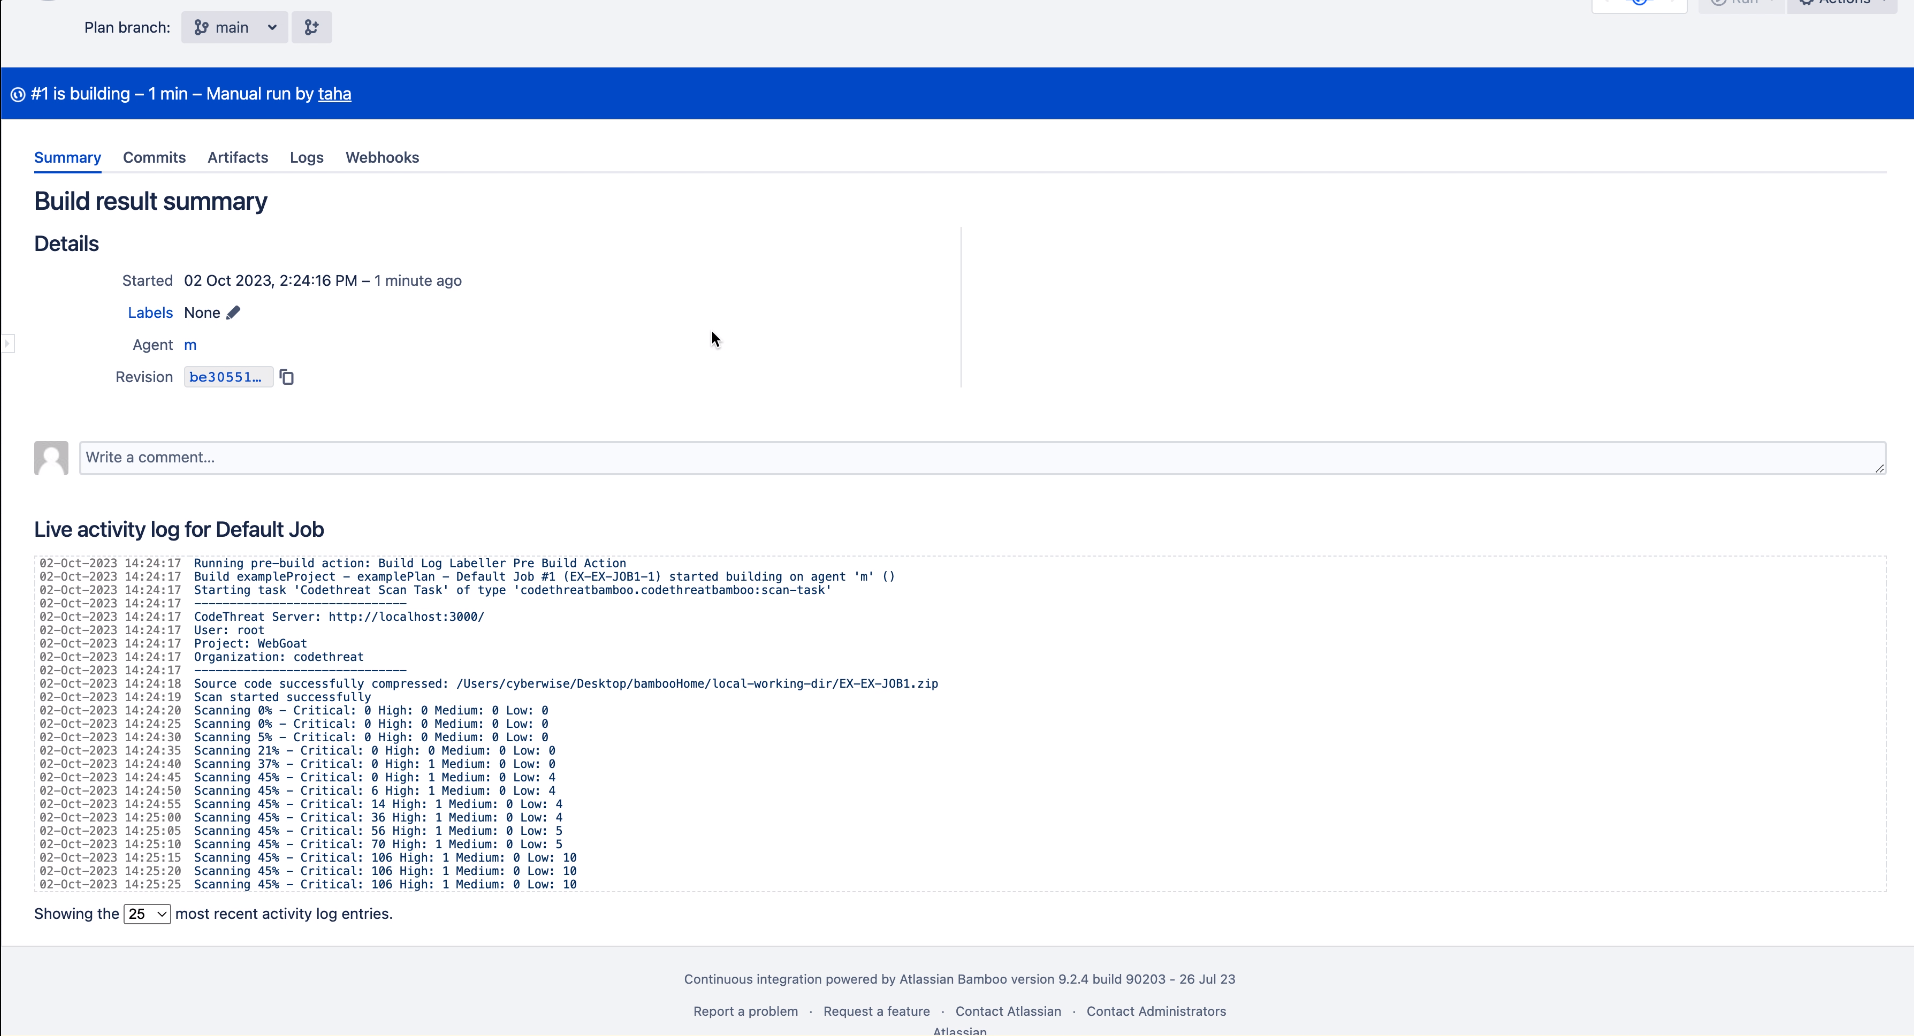 Run
Actions
Plan branch: main
#1 is building – 1 min – Manual run by taha
Summary Commits Artifacts Logs Webhooks
Build result summary
Details
Started 02 Oct 2023, 2:24:16 PM – 1 minute ago
Labels None
Agent m
Revision be30551…
Write a comment...
Live activity log for Default Job
02-Oct-2023 14:24:17 Running pre-build action: Build Log Labeller Pre Build Action
02-Oct-2023 14:24:17 Build exampleProject - examplePlan - Default Job #1 (EX-EX-JOB1-1) started building on agent 'm' ()
02-Oct-2023 14:24:17 Starting task 'Codethreat Scan Task' of type 'codethreatbamboo.codethreatbamboo:scan-task'
02-Oct-2023 14:24:17 ------------------------------
02-Oct-2023 14:24:17 CodeThreat Server: http://localhost:3000/
02-Oct-2023 14:24:17 User: root
02-Oct-2023 14:24:17 Project: WebGoat
02-Oct-2023 14:24:17 Organization: codethreat
02-Oct-2023 14:24:17 ------------------------------
02-Oct-2023 14:24:18 Source code successfully compressed: /Users/cyberwise/Desktop/bambooHome/local-working-dir/EX-EX-JOB1.zip
02-Oct-2023 14:24:19 Scan started successfully
02-Oct-2023 14:24:20 Scanning 0% - Critical: 0 High: 0 Medium: 0 Low: 0
02-Oct-2023 14:24:25 Scanning 0% - Critical: 0 High: 0 Medium: 0 Low: 0
02-Oct-2023 14:24:30 Scanning 5% - Critical: 0 High: 0 Medium: 0 Low: 0
02-Oct-2023 14:24:35 Scanning 21% - Critical: 0 High: 0 Medium: 0 Low: 0
02-Oct-2023 14:24:40 Scanning 37% - Critical: 0 High: 1 Medium: 0 Low: 0
02-Oct-2023 14:24:45 Scanning 45% - Critical: 0 High: 1 Medium: 0 Low: 4
02-Oct-2023 14:24:50 Scanning 45% - Critical: 6 High: 1 Medium: 0 Low: 4
02-Oct-2023 14:24:55 Scanning 45% - Critical: 14 High: 1 Medium: 0 Low: 4
02-Oct-2023 14:25:00 Scanning 45% - Critical: 36 High: 1 Medium: 0 Low: 4
02-Oct-2023 14:25:05 Scanning 45% - Critical: 56 High: 1 Medium: 0 Low: 5
02-Oct-2023 14:25:10 Scanning 45% - Critical: 70 High: 1 Medium: 0 Low: 5
02-Oct-2023 14:25:15 Scanning 45% - Critical: 106 High: 1 Medium: 0 Low: 10
02-Oct-2023 14:25:20 Scanning 45% - Critical: 106 High: 1 Medium: 0 Low: 10
02-Oct-2023 14:25:25 Scanning 45% - Critical: 106 High: 1 Medium: 0 Low: 10
Showing the 25 most recent activity log entries.
Continuous integration powered by Atlassian Bamboo version 9.2.4 build 90203 - 26 Jul 23
Report a problem · Request a feature · Contact Atlassian · Contact Administrators
Atlassian